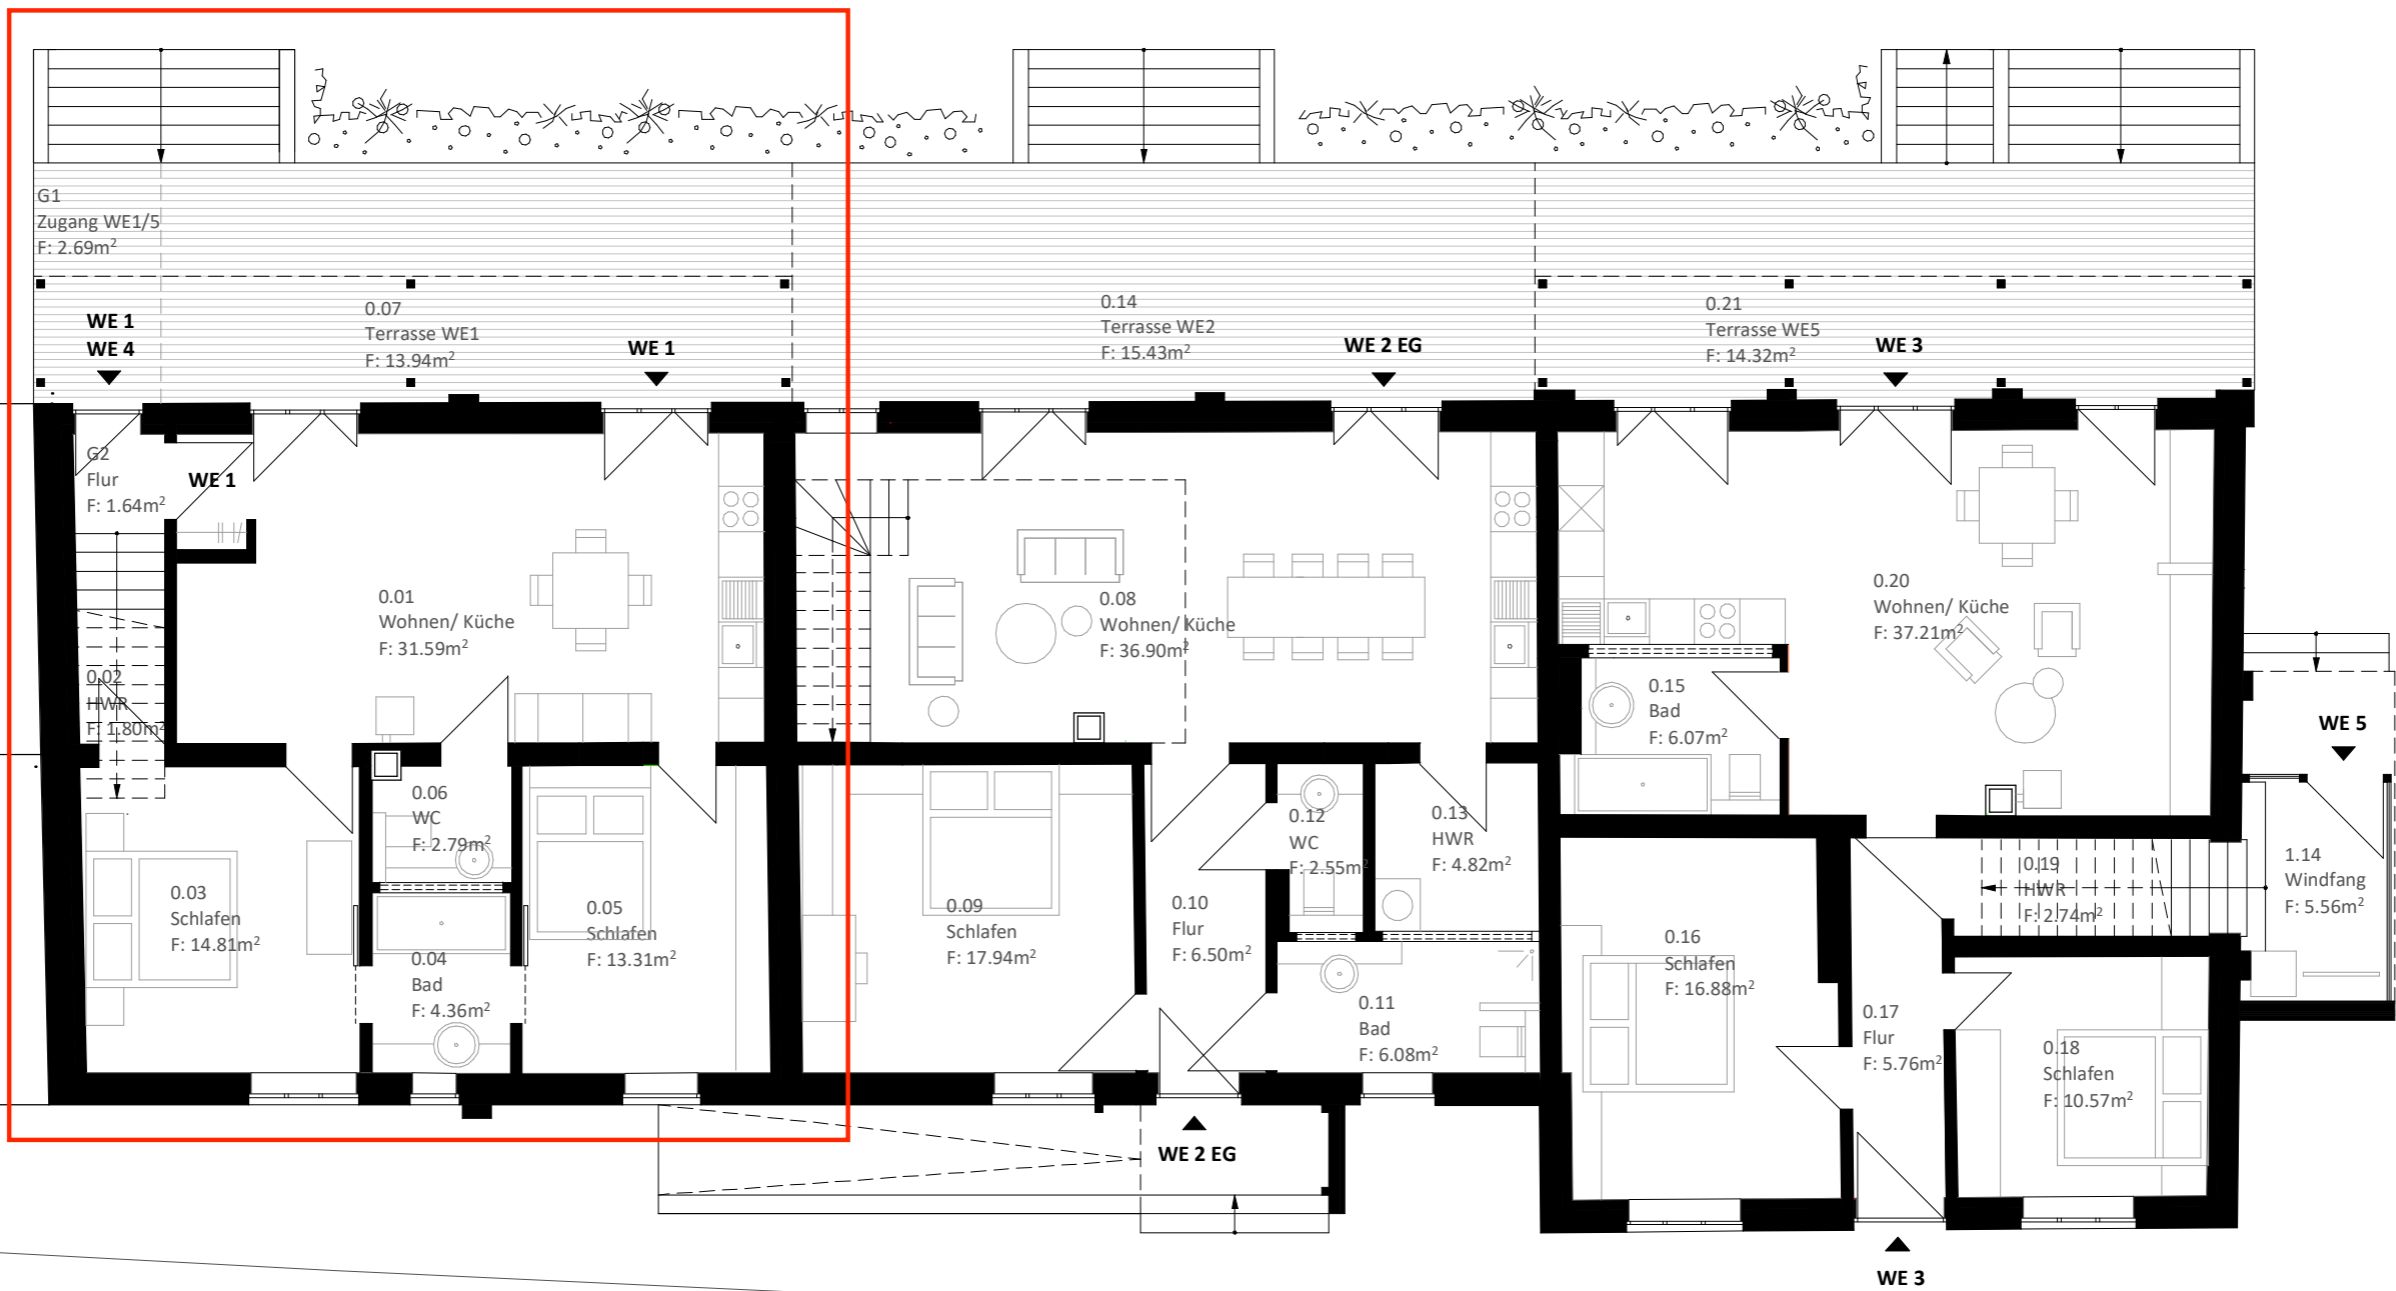 G1
Zugang WE1/5
F: 2.69m²
WE 1
WE 4
0.07
Terrasse WE1
F: 13.94m²
WE 1
0.14
Terrasse WE2
F: 15.43m²
WE 2 EG
0.21
Terrasse WE5
F: 14.32m²
WE 3
G2
Flur
F: 1.64m²
WE 1
0.01
Wohnen/ Küche
F: 31.59m²
0.02
HWR
F: 1.80m²
0.08
Wohnen/ Küche
F: 36.90m²
0.20
Wohnen/ Küche
F: 37.21m²
0.15
Bad
F: 6.07m²
WE 5
0.06
WC
F: 2.79m²
0.03
Schlafen
F: 14.81m²
0.04
Bad
F: 4.36m²
0.05
Schlafen
F: 13.31m²
0.09
Schlafen
F: 17.94m²
0.10
Flur
F: 6.50m²
0.12
WC
F: 2.55m²
0.13
HWR
F: 4.82m²
0.11
Bad
F: 6.08m²
0.16
Schlafen
F: 16.88m²
0.17
Flur
F: 5.76m²
0.19
HWR
F: 2.74m²
0.18
Schlafen
F: 10.57m²
1.14
Windfang
F: 5.56m²
WE 2 EG
WE 3